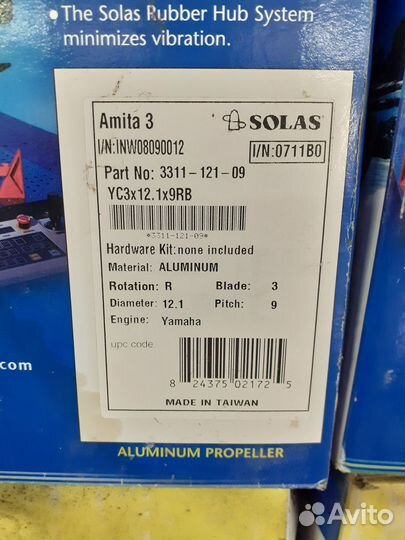 • The Solas Rubber Hub System
minimizes vibration.
Amita 3
SOLAS
I/N:INW08090012
I/N:0711B0
Part No: 3311-121-09
YC3x12.1x9RB
*3311-121-09*
Hardware Kit:none included
Material: ALUMINUM
Rotation: R Blade: 3
Diameter: 12.1 Pitch: 9
Engine: Yamaha
upc code
8 24375 02172 5
MADE IN TAIWAN
.com
ALUMINUM PROPELLER
Avito